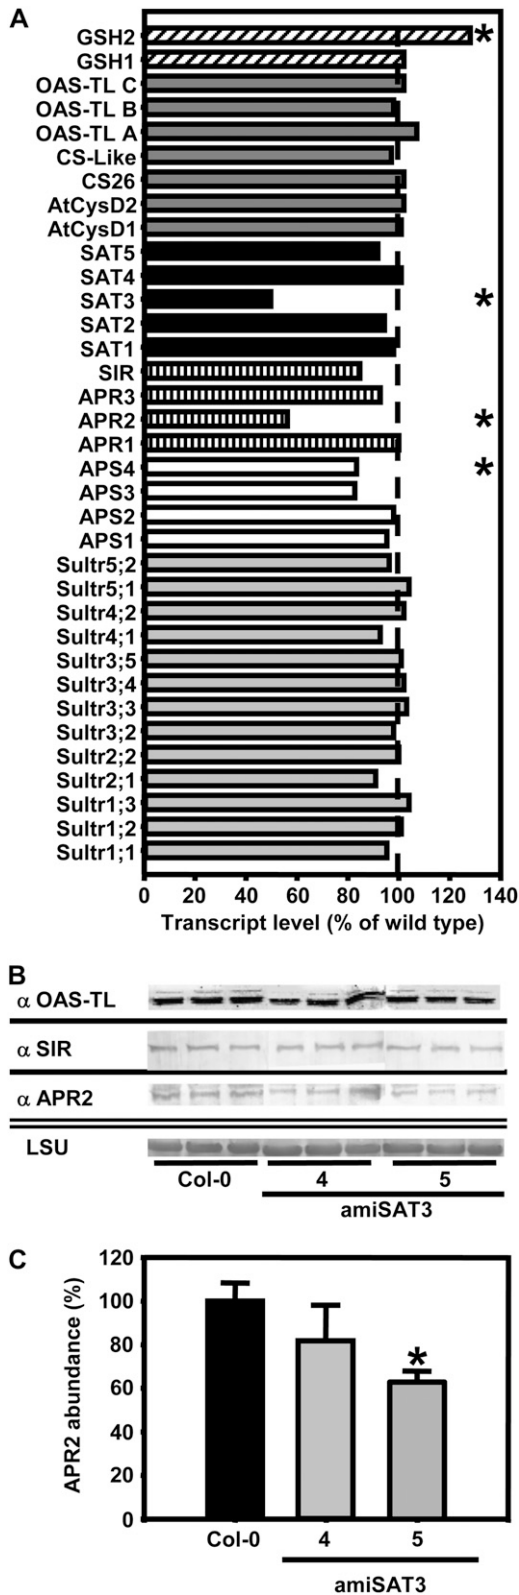 A
GSH2 *
GSH1
OAS-TL C
OAS-TL B
OAS-TL A
CS-Like
CS26
AtCysD2
AtCysD1
SAT5
SAT4
SAT3 *
SAT2
SAT1
SIR
APR3
APR2 *
APR1
APS4 *
APS3
APS2
APS1
Sultr5;2
Sultr5;1
Sultr4;2
Sultr4;1
Sultr3;5
Sultr3;4
Sultr3;3
Sultr3;2
Sultr2;2
Sultr2;1
Sultr1;3
Sultr1;2
Sultr1;1
0 20 40 60 80 100 120 140
Transcript level (% of wild type)
B
α OAS-TL
α SIR
α APR2
LSU
Col-0 4 5
amiSAT3
C
APR2 abundance (%)
120
100
80
60
40
20
0
*
Col-0 4 5
amiSAT3